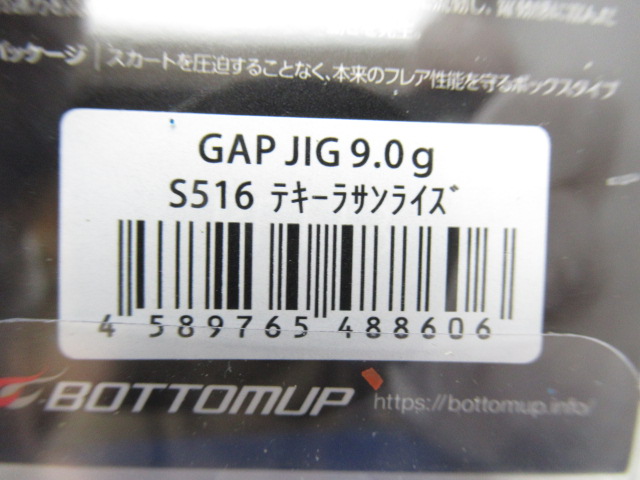 パッケージ | スカートを圧迫することなく、本来のフレア性能を守るボックスタイプ
GAP JIG 9.0g
S516 ﾃｷｰﾗｻﾝﾗｲｽﾞ
4 589765 488606
BOTTOMUP https://bottomup.info/